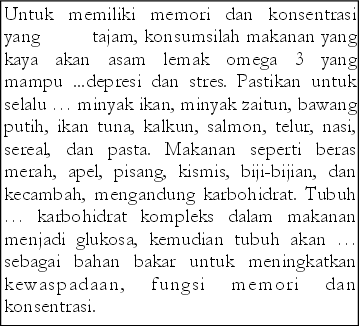 Untuk memiliki memori dan konsentrasi
yang tajam, konsumsilah makanan yang
kaya akan asam lemak omega 3 yang
mampu ...depresi dan stres. Pastikan untuk
selalu … minyak ikan, minyak zaitun, bawang
putih, ikan tuna, kalkun, salmon, telur, nasi,
sereal, dan pasta. Makanan seperti beras
merah, apel, pisang, kismis, biji-bijian, dan
kecambah, mengandung karbohidrat. Tubuh
… karbohidrat kompleks dalam makanan
menjadi glukosa, kemudian tubuh akan …
sebagai bahan bakar untuk meningkatkan
kewaspadaan, fungsi memori dan
konsentrasi.